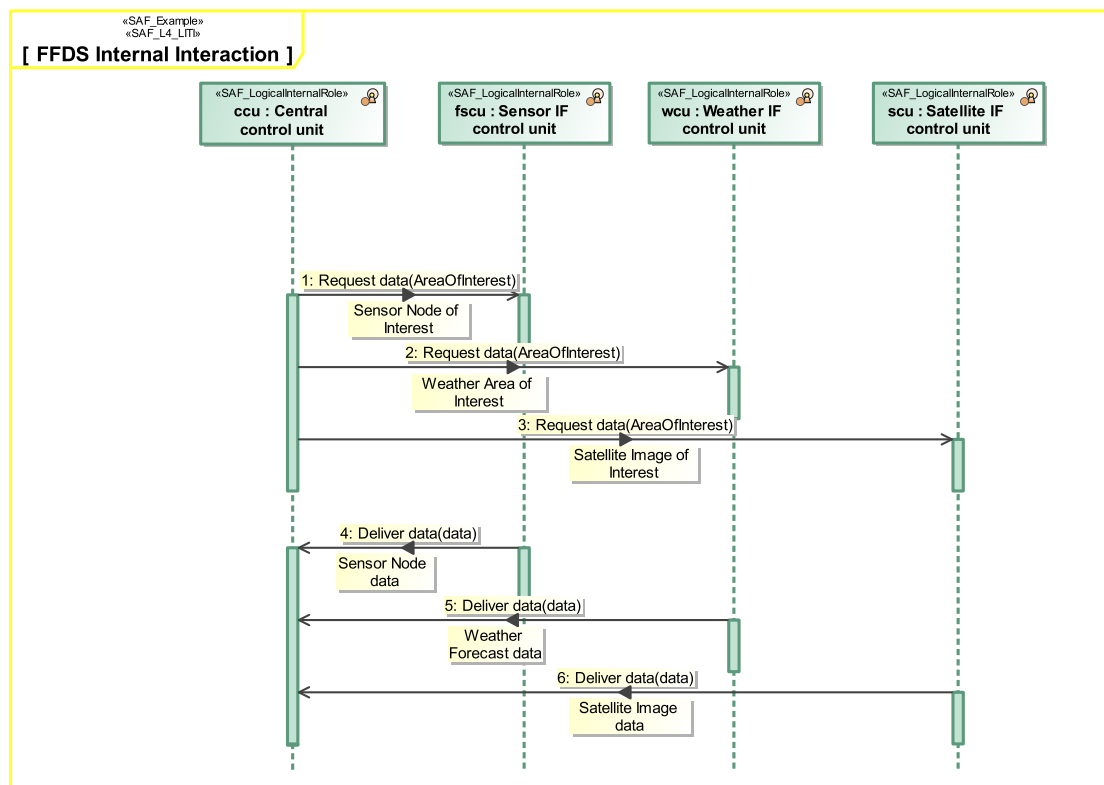 «SAF_Example»
«SAF_L4_LITI»
[ FFDS Internal Interaction ]
«SAF_LogicalInternalRole»
ccu : Central
control unit
«SAF_LogicalInternalRole»
fscu : Sensor IF
control unit
«SAF_LogicalInternalRole»
wcu : Weather IF
control unit
«SAF_LogicalInternalRole»
scu : Satellite IF
control unit
1: Request data(AreaOfInterest)
Sensor Node of
Interest
2: Request data(AreaOfInterest)
Weather Area of
Interest
3: Request data(AreaOfInterest)
Satellite Image of
Interest
4: Deliver data(data)
Sensor Node
data
5: Deliver data(data)
Weather
Forecast data
6: Deliver data(data)
Satellite Image
data